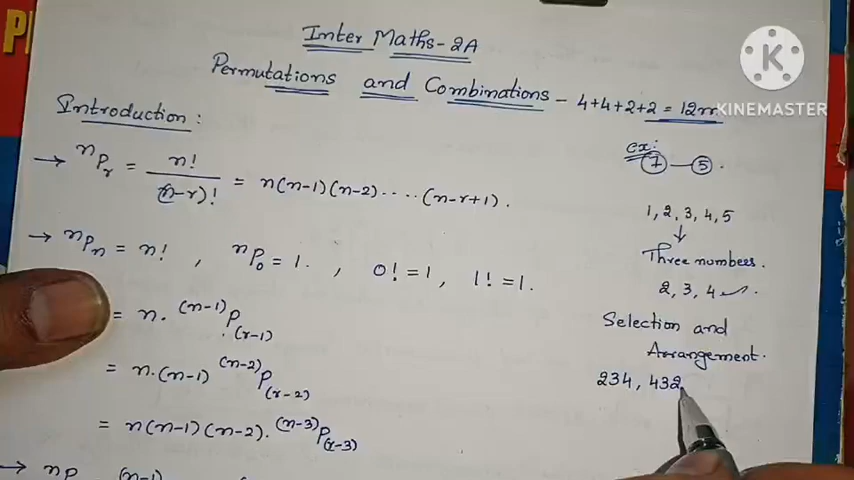 Inter Maths-2A
Permutations and Combinations - 4+4+2+2 = 12m
KINEMASTER
Introduction :
→ ⁿPᵣ = n! / (n-r)! = n(n-1)(n-2)....(n-r+1).
→ ⁿPₙ = n! , ⁿP₀ = 1. , 0! = 1, 1! = 1.
= n. ⁽ⁿ⁻¹⁾P₍ᵣ₋₁₎
= n.(n-1) ⁽ⁿ⁻²⁾P₍ᵣ₋₂₎
= n(n-1)(n-2). ⁽ⁿ⁻³⁾P₍ᵣ₋₃₎
ex:
7 — 5.
1, 2, 3, 4, 5
↓
Three numbers.
2, 3, 4 ✓.
Selection and
Arrangement.
234, 432